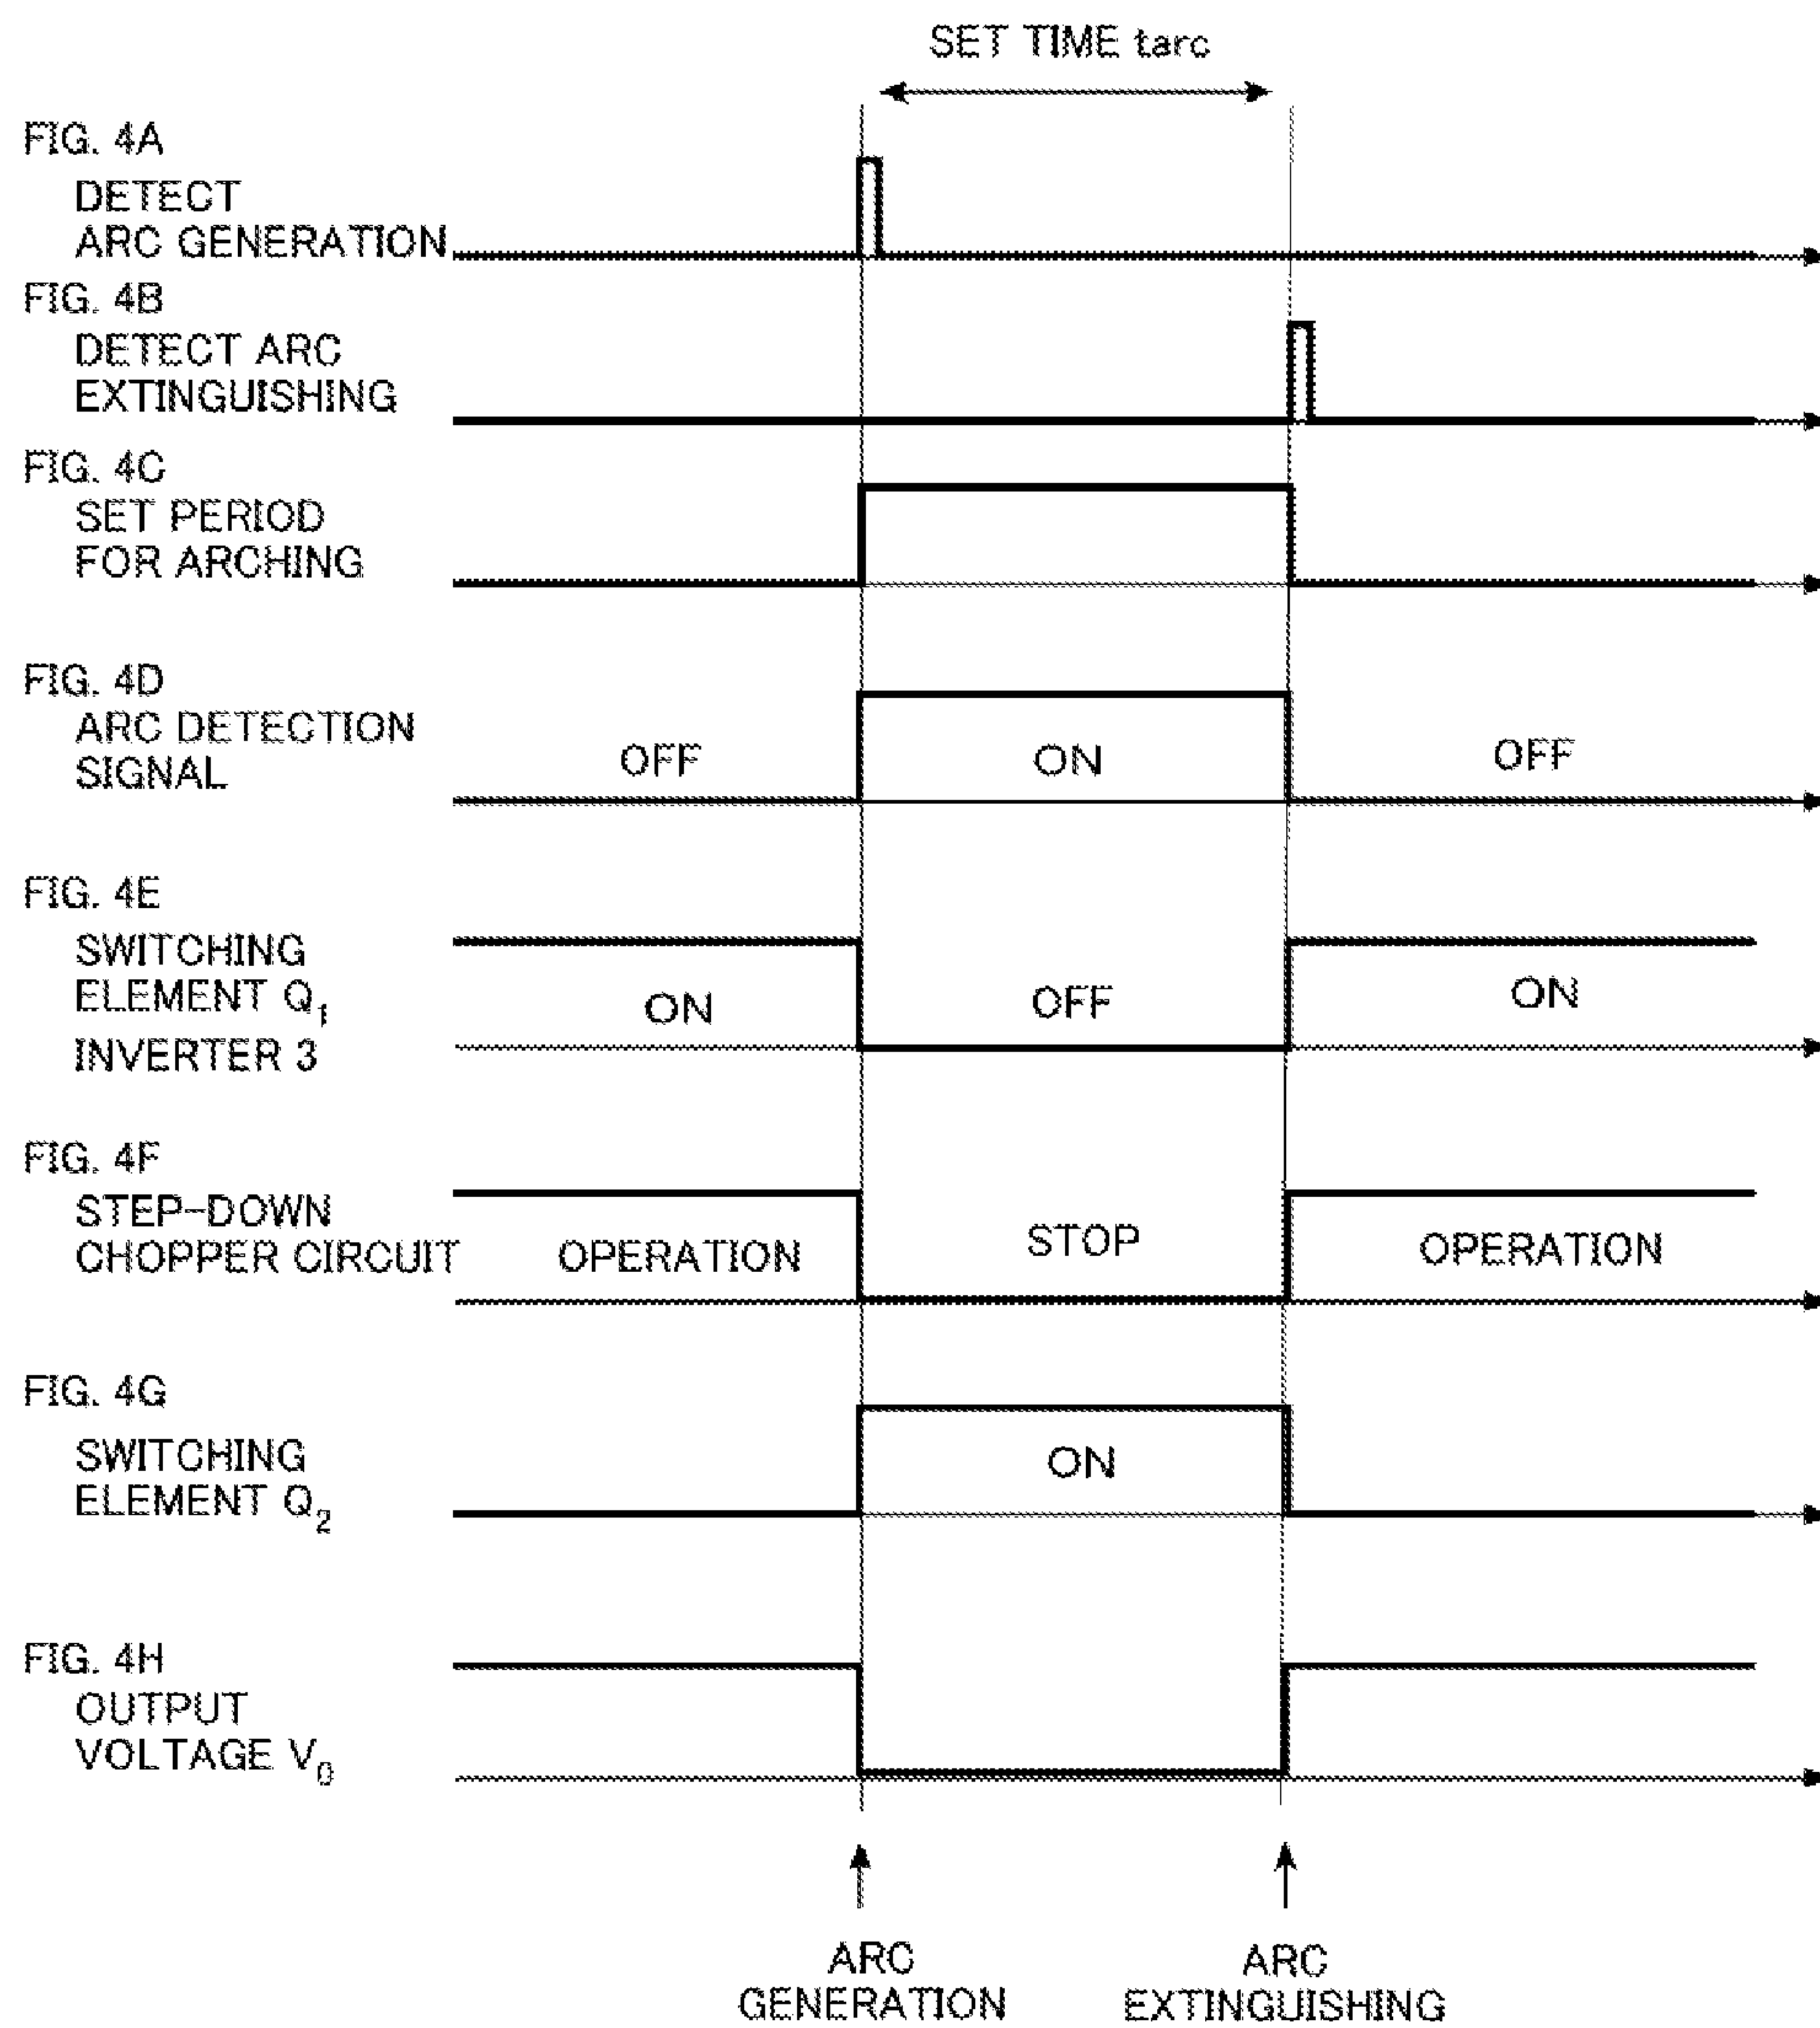 SET TIME tarc
FIG. 4A
DETECT
ARC GENERATION
FIG. 4B
DETECT ARC
EXTINGUISHING
FIG. 4C
SET PERIOD
FOR ARCHING
FIG. 4D
ARC DETECTION
SIGNAL
OFF ON OFF
FIG. 4E
SWITCHING
ELEMENT Q1
INVERTER 3
ON OFF ON
FIG. 4F
STEP-DOWN
CHOPPER CIRCUIT
OPERATION STOP OPERATION
FIG. 4G
SWITCHING
ELEMENT Q2
ON
FIG. 4H
OUTPUT
VOLTAGE V0
ARC
GENERATION
ARC
EXTINGUISHING